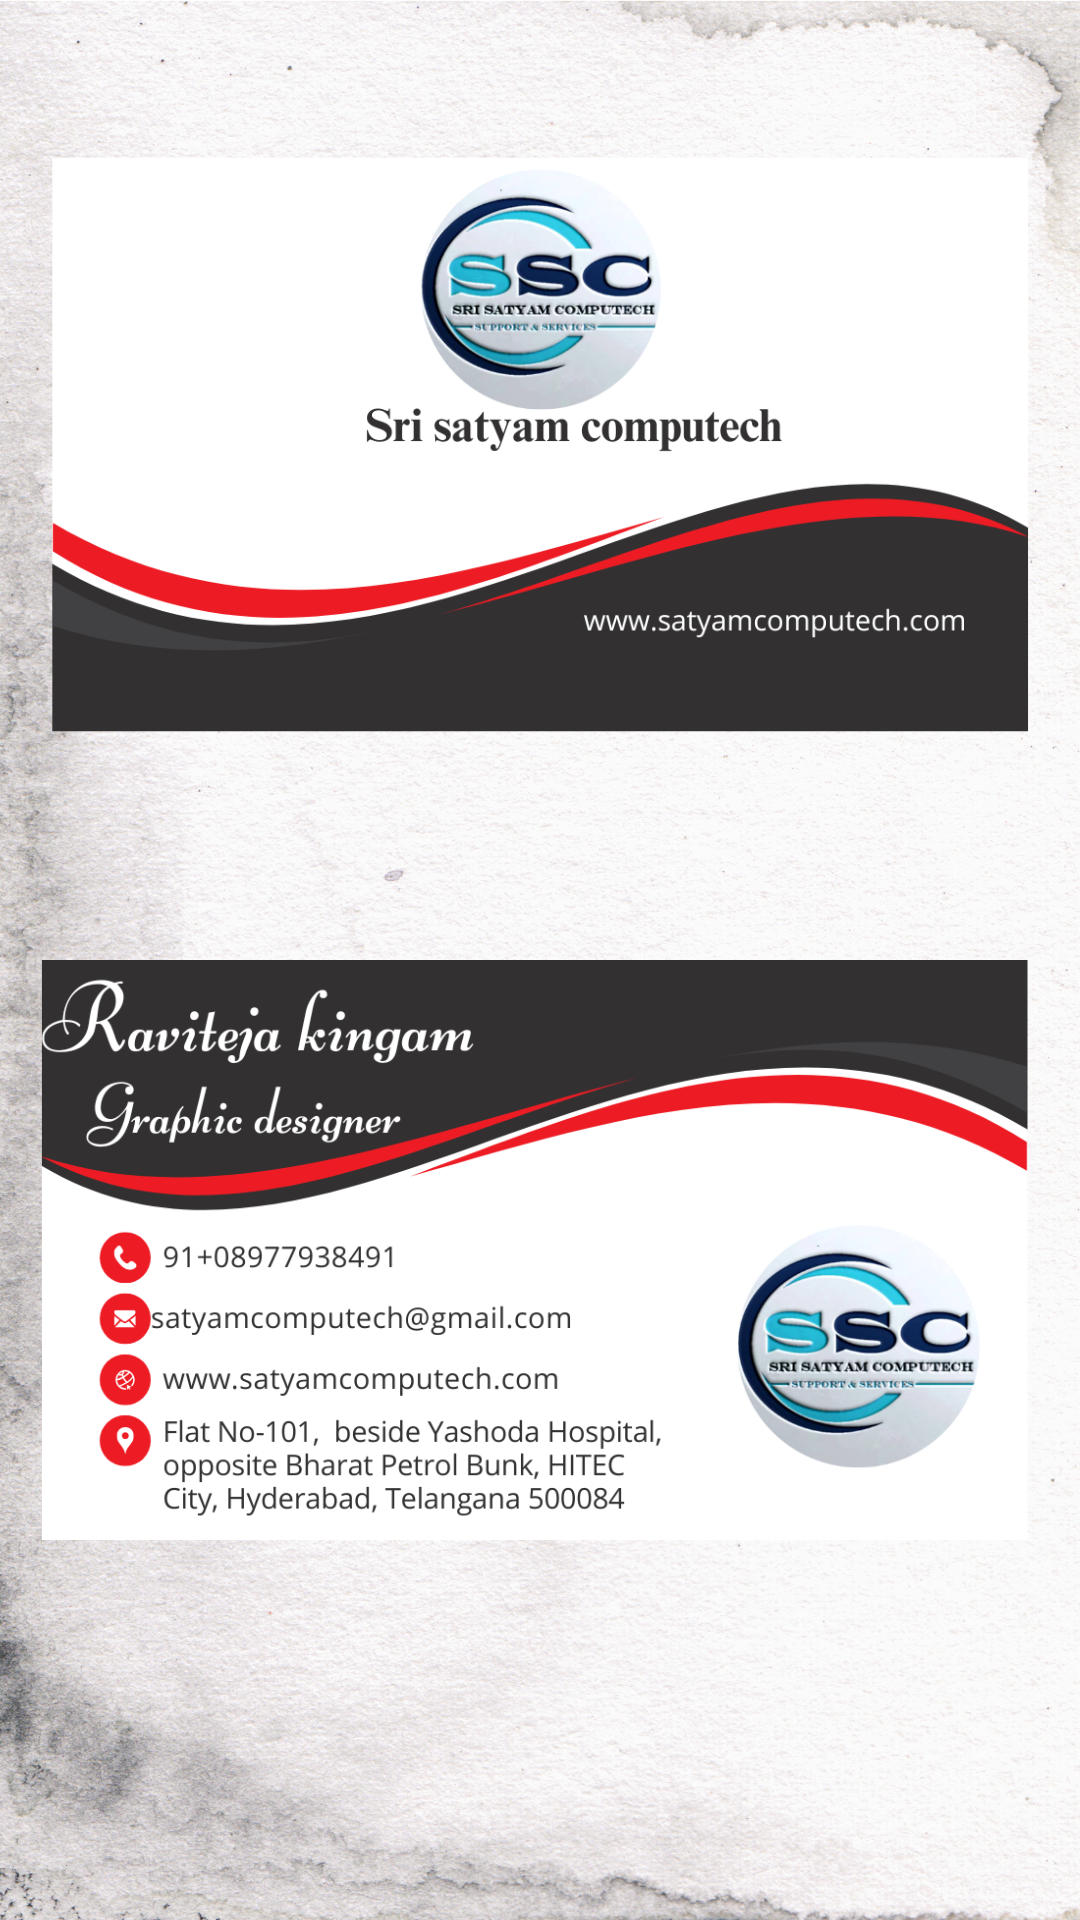 SSC
SRI SATYAM COMPUTECH
SUPPORT & SERVICES
Sri satyam computech
www.satyamcomputech.com
Raviteja kingam
Graphic designer
91+08977938491
satyamcomputech@gmail.com
www.satyamcomputech.com
Flat No-101,  beside Yashoda Hospital,
opposite Bharat Petrol Bunk, HITEC
City, Hyderabad, Telangana 500084
SSC
SRI SATYAM COMPUTECH
SUPPORT & SERVICES